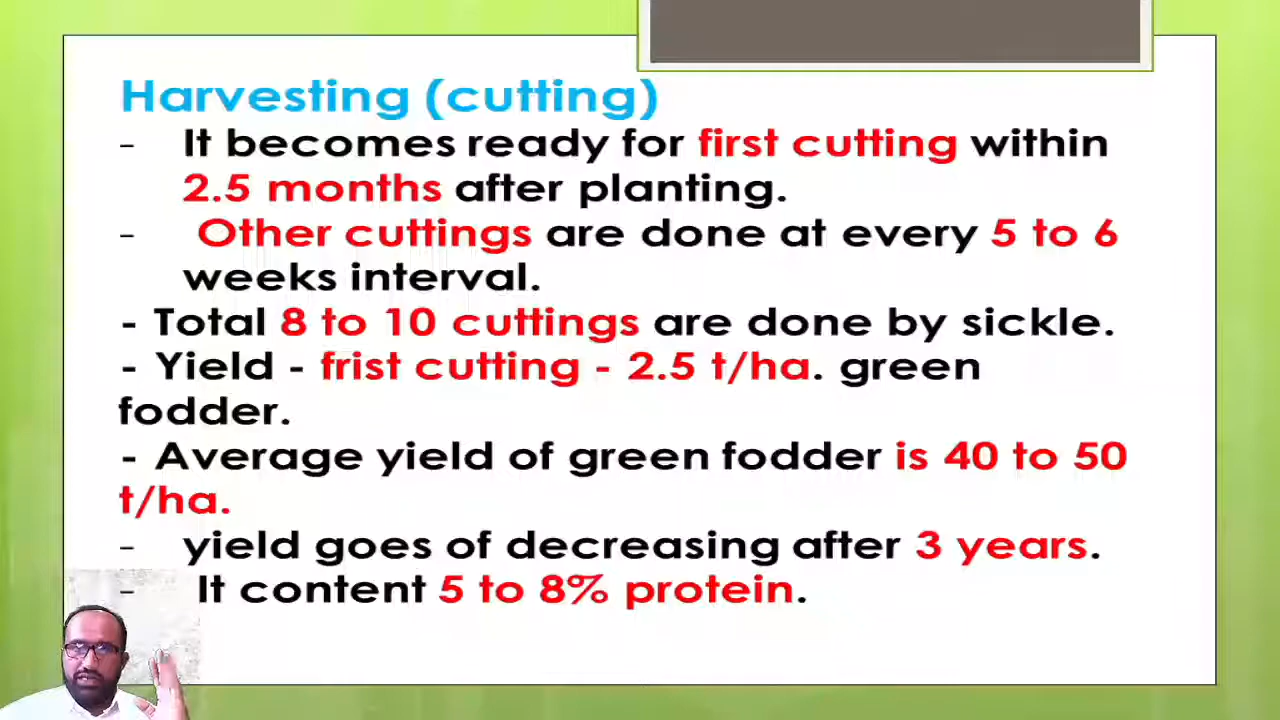 Harvesting (cutting)
- It becomes ready for first cutting within
2.5 months after planting.
- Other cuttings are done at every 5 to 6
weeks interval.
- Total 8 to 10 cuttings are done by sickle.
- Yield - frist cutting - 2.5 t/ha. green
fodder.
- Average yield of green fodder is 40 to 50
t/ha.
- yield goes of decreasing after 3 years.
- It content 5 to 8% protein.